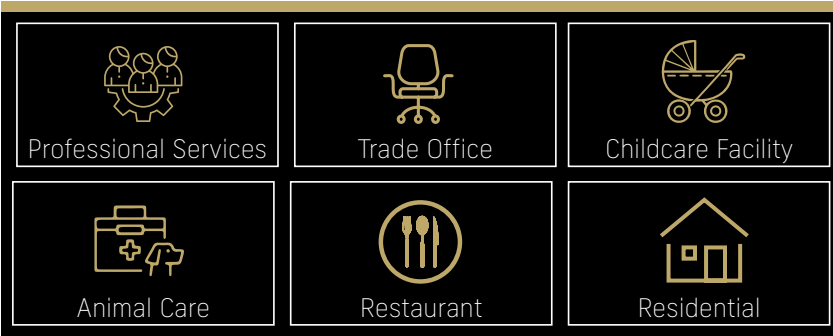 Professional Services
Trade Office
Childcare Facility
Animal Care
Restaurant
Residential